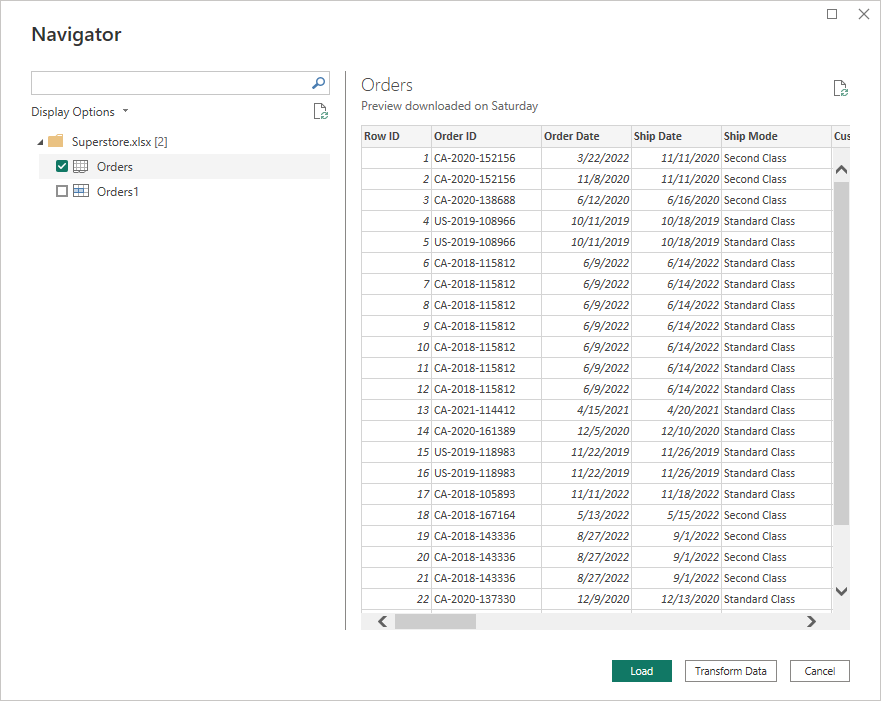 Navigator
Display Options
Superstore.xlsx [2]
Orders
Orders1
Orders
Preview downloaded on Saturday
Row ID Order ID Order Date Ship Date Ship Mode Cus
1 CA-2020-152156 3/22/2022 11/11/2020 Second Class
2 CA-2020-152156 11/8/2020 11/11/2020 Second Class
3 CA-2020-138688 6/12/2020 6/16/2020 Second Class
4 US-2019-108966 10/11/2019 10/18/2019 Standard Class
5 US-2019-108966 10/11/2019 10/18/2019 Standard Class
6 CA-2018-115812 6/9/2022 6/14/2022 Standard Class
7 CA-2018-115812 6/9/2022 6/14/2022 Standard Class
8 CA-2018-115812 6/9/2022 6/14/2022 Standard Class
9 CA-2018-115812 6/9/2022 6/14/2022 Standard Class
10 CA-2018-115812 6/9/2022 6/14/2022 Standard Class
11 CA-2018-115812 6/9/2022 6/14/2022 Standard Class
12 CA-2018-115812 6/9/2022 6/14/2022 Standard Class
13 CA-2021-114412 4/15/2021 4/20/2021 Standard Class
14 CA-2020-161389 12/5/2020 12/10/2020 Standard Class
15 US-2019-118983 11/22/2019 11/26/2019 Standard Class
16 US-2019-118983 11/22/2019 11/26/2019 Standard Class
17 CA-2018-105893 11/11/2022 11/18/2022 Standard Class
18 CA-2018-167164 5/13/2022 5/15/2022 Second Class
19 CA-2018-143336 8/27/2022 9/1/2022 Second Class
20 CA-2018-143336 8/27/2022 9/1/2022 Second Class
21 CA-2018-143336 8/27/2022 9/1/2022 Second Class
22 CA-2020-137330 12/9/2020 12/13/2020 Standard Class
Load Transform Data Cancel